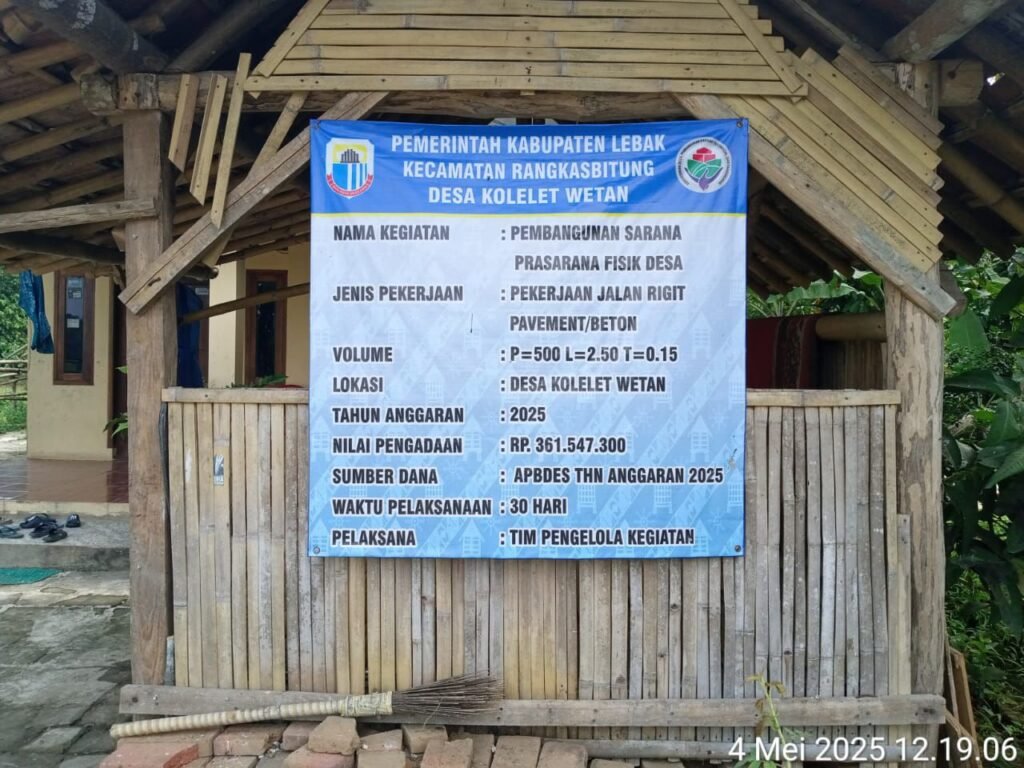 PEMERINTAH KABUPATEN LEBAK
KECAMATAN RANGKASBITUNG
DESA KOLELET WETAN
NAMA KEGIATAN : PEMBANGUNAN SARANA
PRASARANA FISIK DESA
JENIS PEKERJAAN : PEKERJAAN JALAN RIGIT
PAVEMENT/BETON
VOLUME : P=500 L=2.50 T=0.15
LOKASI : DESA KOLELET WETAN
TAHUN ANGGARAN : 2025
NILAI PENGADAAN : RP. 361.547.300
SUMBER DANA : APBDES THN ANGGARAN 2025
WAKTU PELAKSANAAN : 30 HARI
PELAKSANA : TIM PENGELOLA KEGIATAN
4 Mei 2025 12.19.06